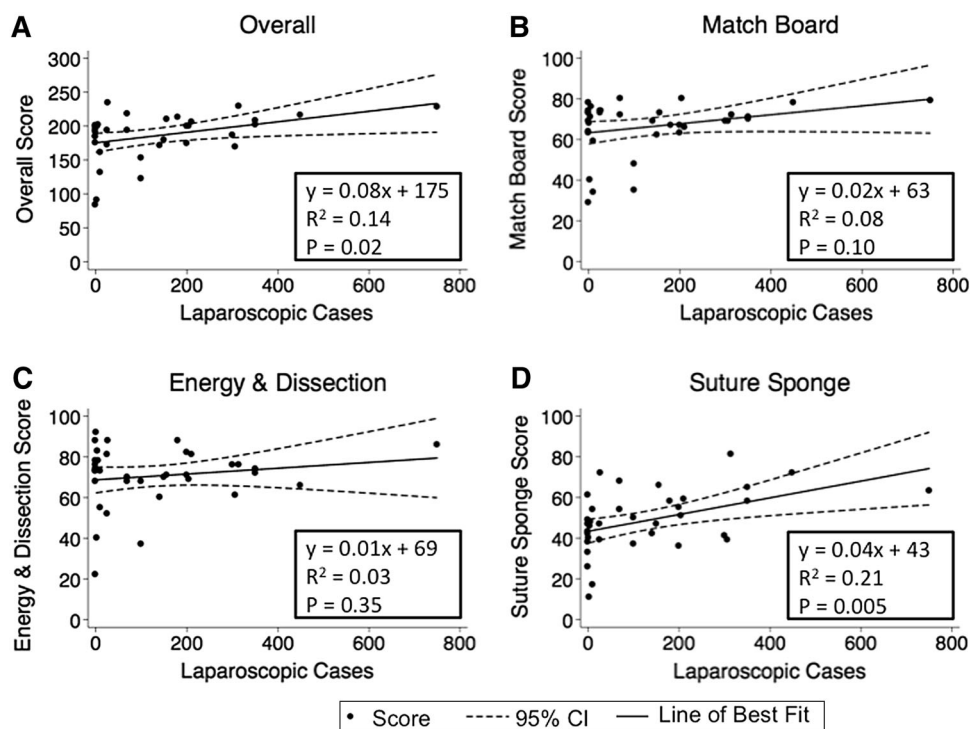 A
Overall
Overall Score
300
250
200
150
100
50
0
y = 0.08x + 175
R² = 0.14
P = 0.02
0 200 400 600 800
Laparoscopic Cases
B
Match Board
Match Board Score
100
80
60
40
20
0
y = 0.02x + 63
R² = 0.08
P = 0.10
0 200 400 600 800
Laparoscopic Cases
C
Energy & Dissection
Energy & Dissection Score
100
80
60
40
20
0
y = 0.01x + 69
R² = 0.03
P = 0.35
0 200 400 600 800
Laparoscopic Cases
D
Suture Sponge
Suture Sponge Score
100
80
60
40
20
0
y = 0.04x + 43
R² = 0.21
P = 0.005
0 200 400 600 800
Laparoscopic Cases
Score 95% CI Line of Best Fit